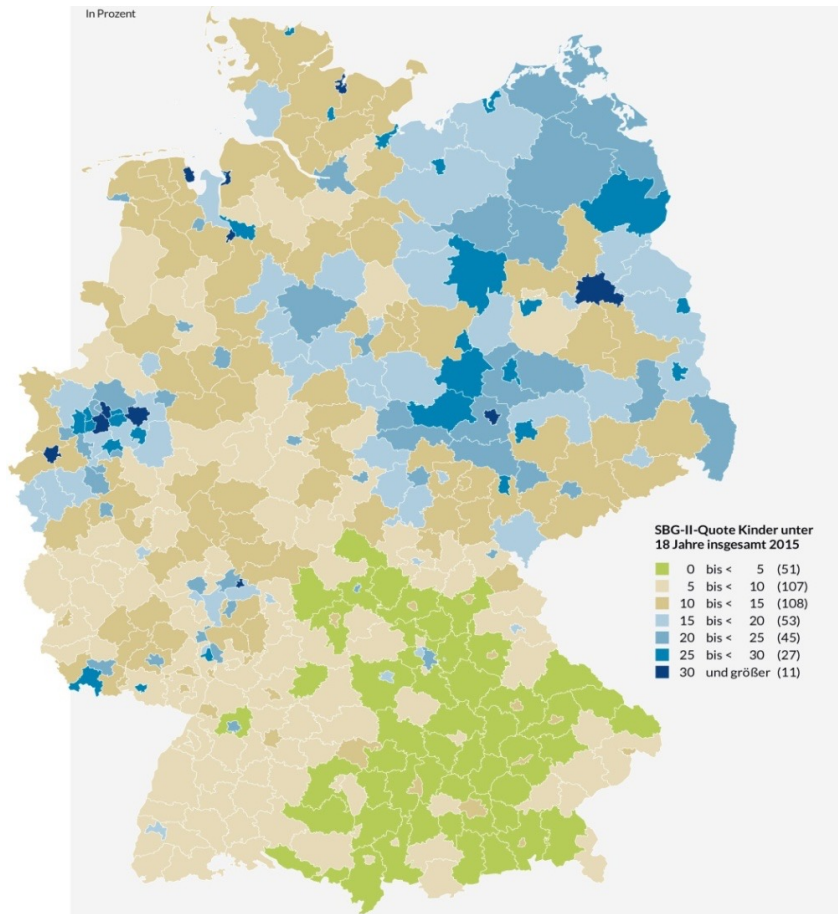 In Prozent
SBG-II-Quote Kinder unter
18 Jahre insgesamt 2015
0 bis < 5 (51)
5 bis < 10 (107)
10 bis < 15 (108)
15 bis < 20 (53)
20 bis < 25 (45)
25 bis < 30 (27)
30 und größer (11)